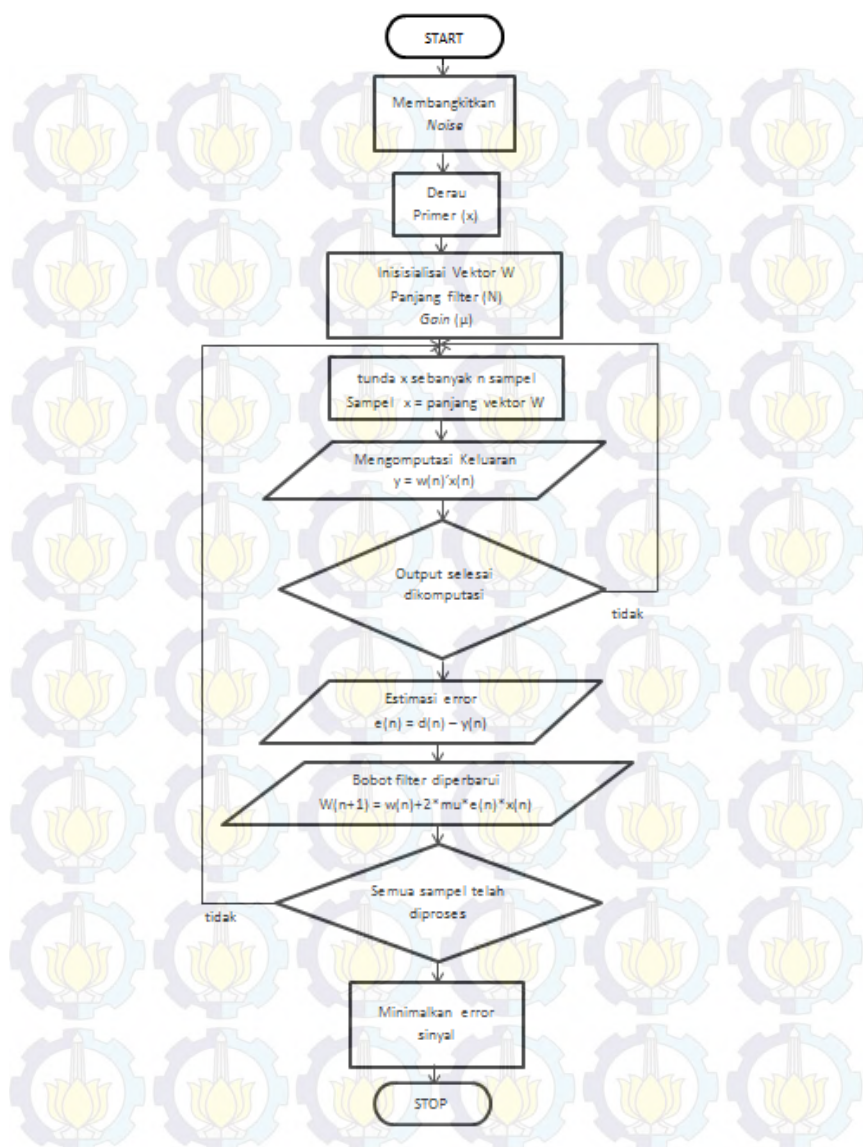 START
Membangkitkan
Noise
Derau
Primer (x)
Inisisialisai Vektor W
Panjang filter (N)
Gain (μ)
tunda x sebanyak n sampel
Sampel x = panjang vektor W
Mengomputasi Keluaran
y = w(n)'x(n)
Output selesai
dikomputasi
tidak
Estimasi error
e(n) = d(n) – y(n)
Bobot filter diperbarui
W(n+1) = w(n)+2*mu*e(n)*x(n)
Semua sampel telah
diproses
tidak
Minimalkan error
sinyal
STOP